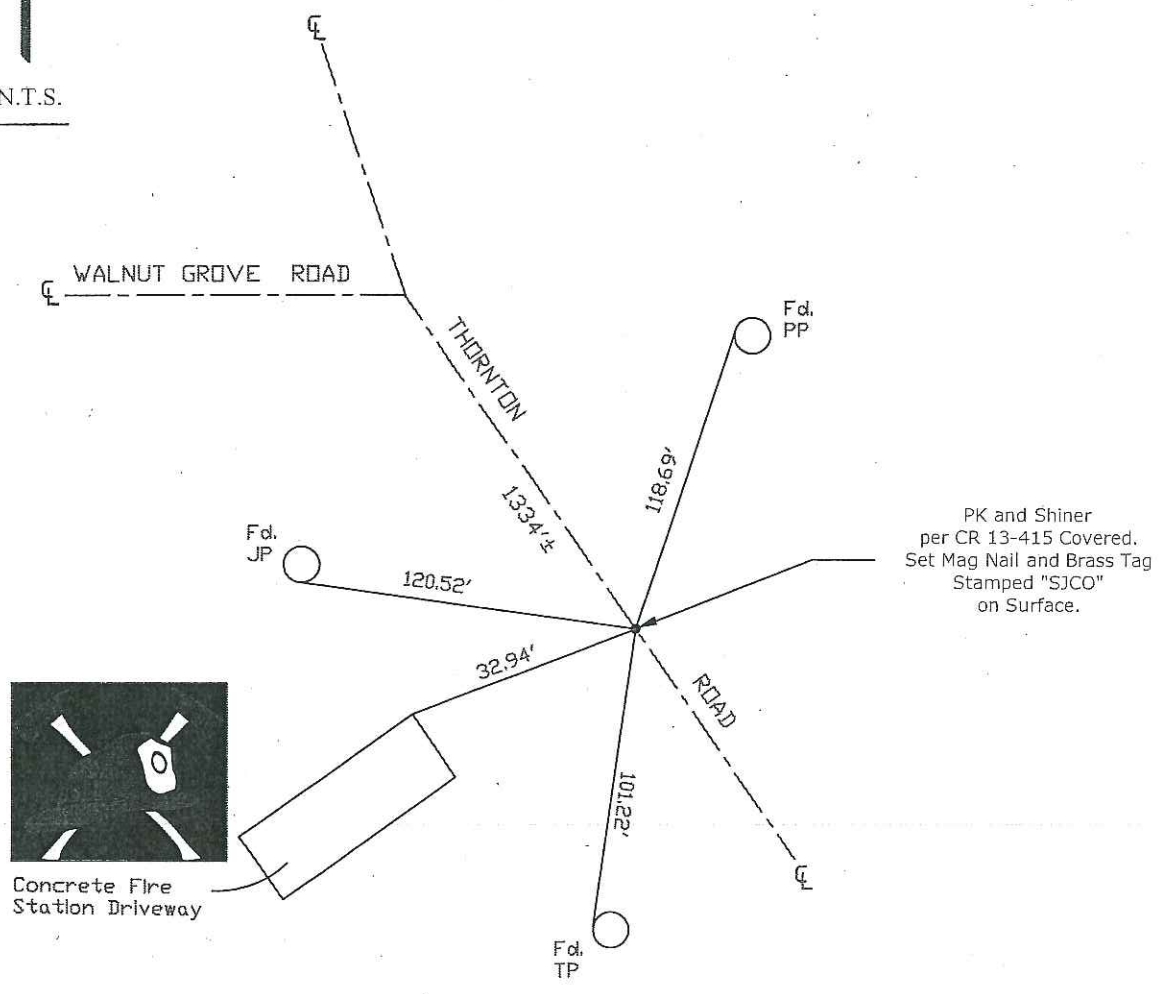 N.T.S.
℄
℄ WALNUT GROVE ROAD
THORNTON
1334'±
Fd.
PP
118.69'
Fd.
JP
120.52'
PK and Shiner
per CR 13-415 Covered.
Set Mag Nail and Brass Tag
Stamped "SJCO"
on Surface.
32.94'
ROAD
101.22'
℄
Concrete Fire
Station Driveway
Fd.
TP